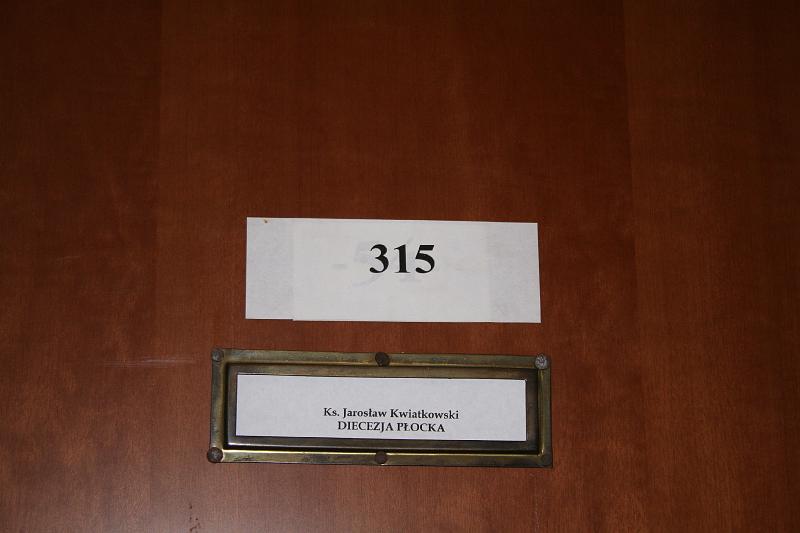 315
Ks. Jarosław Kwiatkowski
DIECEZJA PŁOCKA